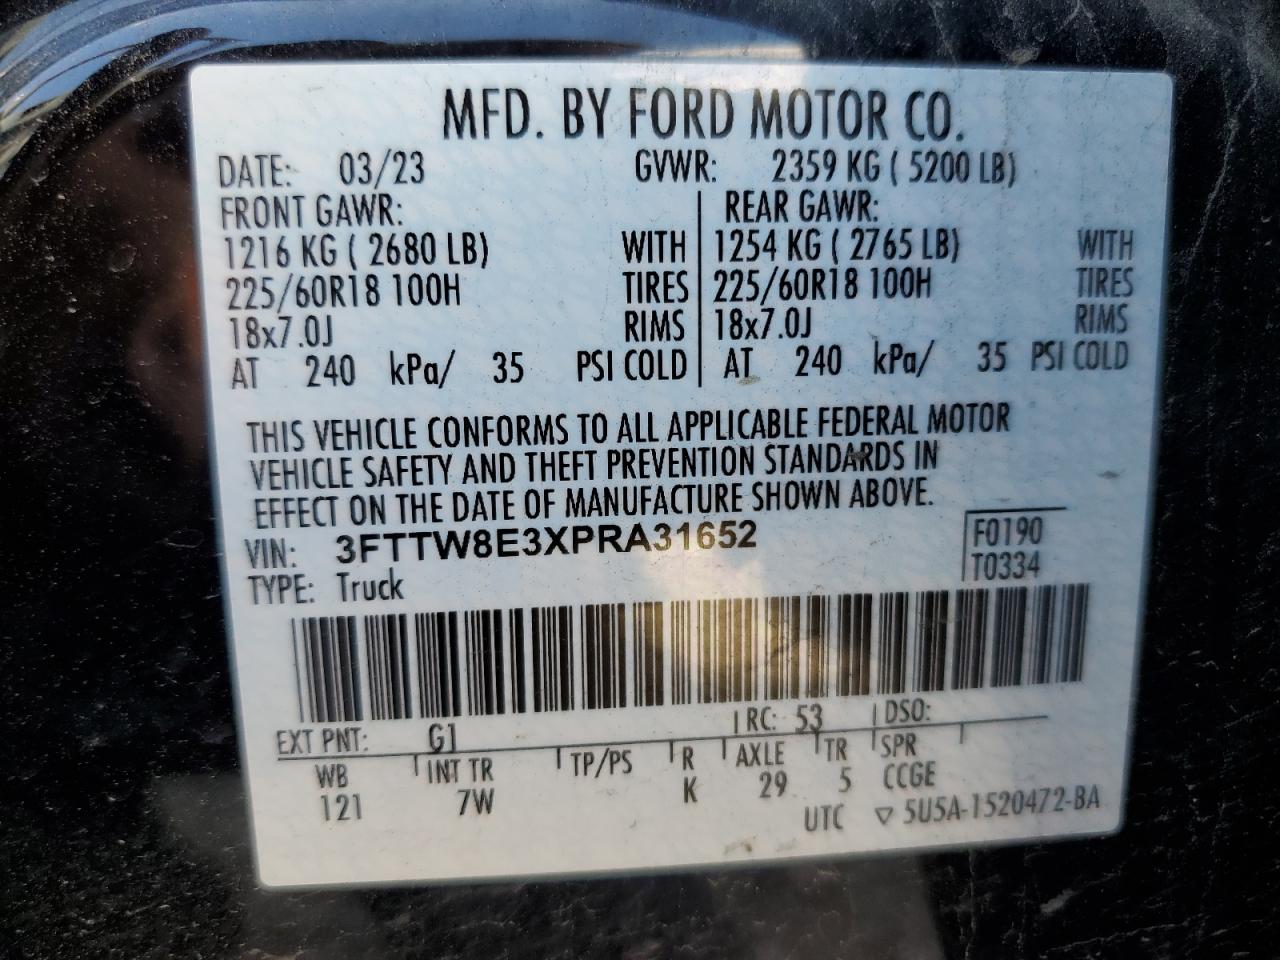 MFD. BY FORD MOTOR CO.
DATE: 03/23 GVWR: 2359 KG ( 5200 LB)
FRONT GAWR: REAR GAWR:
1216 KG ( 2680 LB) WITH 1254 KG ( 2765 LB) WITH
225/60R18 100H TIRES 225/60R18 100H TIRES
18x7.0J RIMS 18x7.0J RIMS
AT 240 kPa/ 35 PSI COLD AT 240 kPa/ 35 PSI COLD
THIS VEHICLE CONFORMS TO ALL APPLICABLE FEDERAL MOTOR
VEHICLE SAFETY AND THEFT PREVENTION STANDARDS IN
EFFECT ON THE DATE OF MANUFACTURE SHOWN ABOVE.
VIN: 3FTTW8E3XPRA31652 F0190
TYPE: Truck T0334
EXT PNT: G1 RC: 53 DSO:
WB INT TR TP/PS R AXLE TR SPR
121 7W K 29 5 CCGE
UTC ▽ 5U5A-1520472-BA